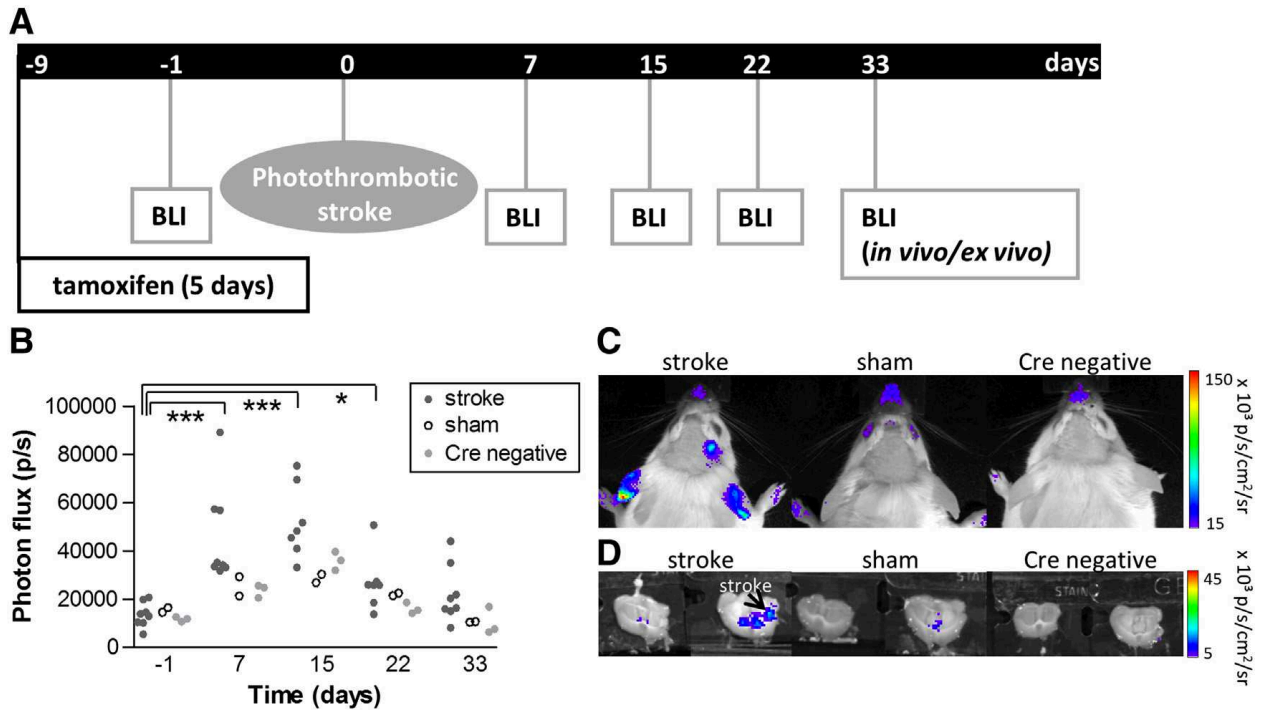 A
-9 -1 0 7 15 22 33 days
Photothrombotic
stroke
BLI
BLI
BLI
BLI
BLI
(in vivo/ex vivo)
tamoxifen (5 days)
B
Photon flux (p/s)
100000
80000
60000
40000
20000
0
*** *** *
stroke
sham
Cre negative
-1 7 15 22 33
Time (days)
C
stroke sham Cre negative
150
15
x 10³ p/s/cm²/sr
D
stroke sham Cre negative
stroke
STAIN
45
5
x 10³ p/s/cm²/sr